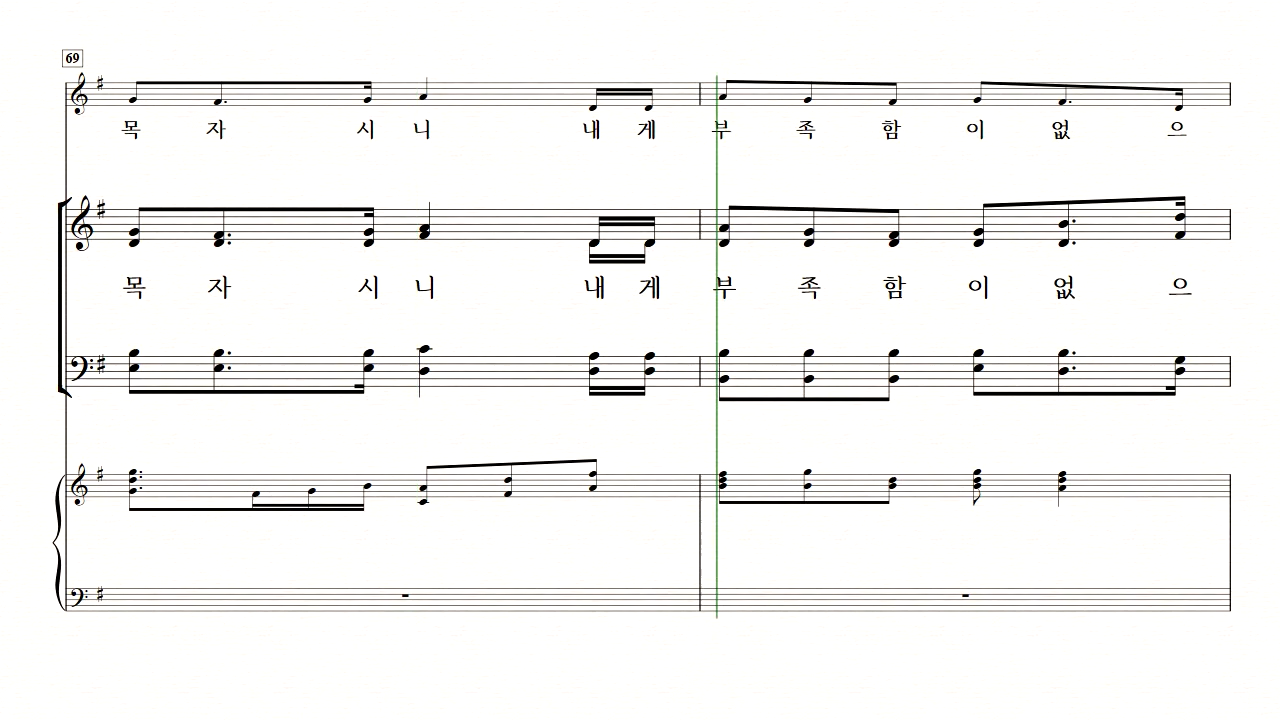 69
목 자 시 니 내 게 부 족 함 이 없 으
목 자 시 니 내 게 부 족 함 이 없 으